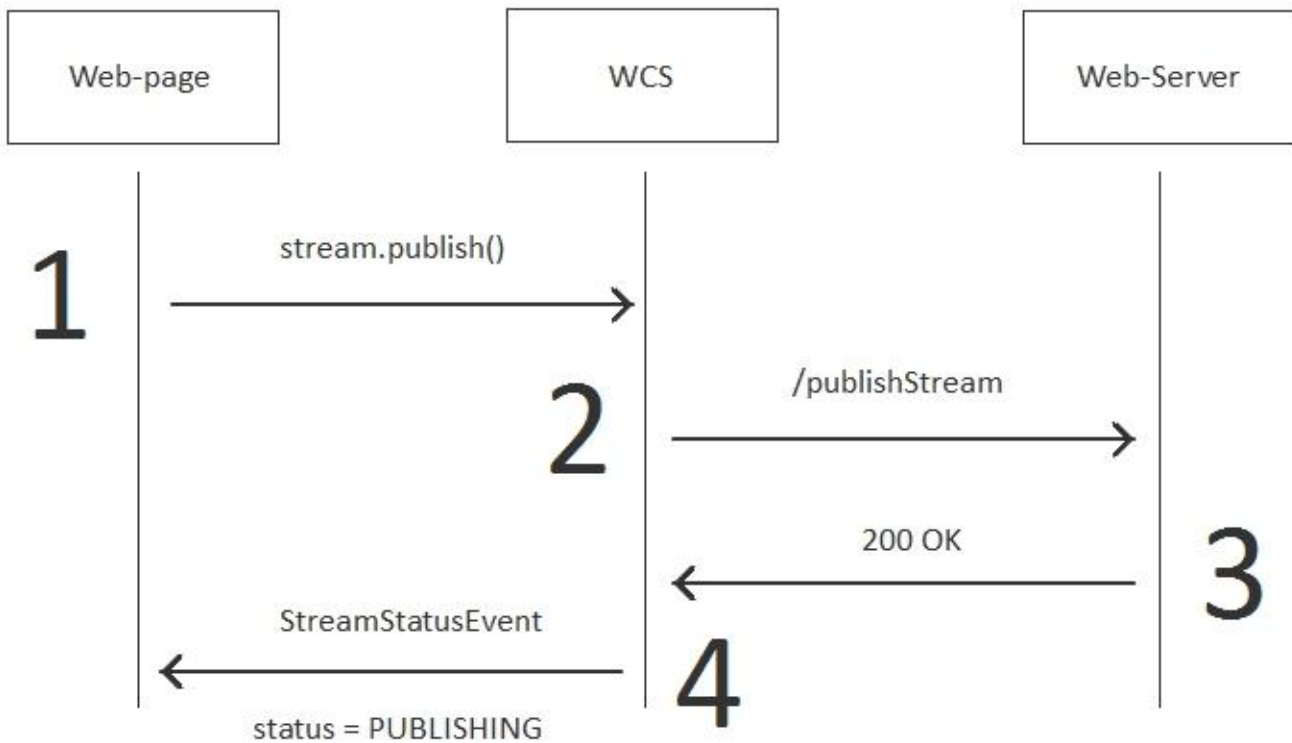 Web-page
WCS
Web-Server
1
stream.publish()
2
/publishStream
200 OK
3
StreamStatusEvent
4
status = PUBLISHING